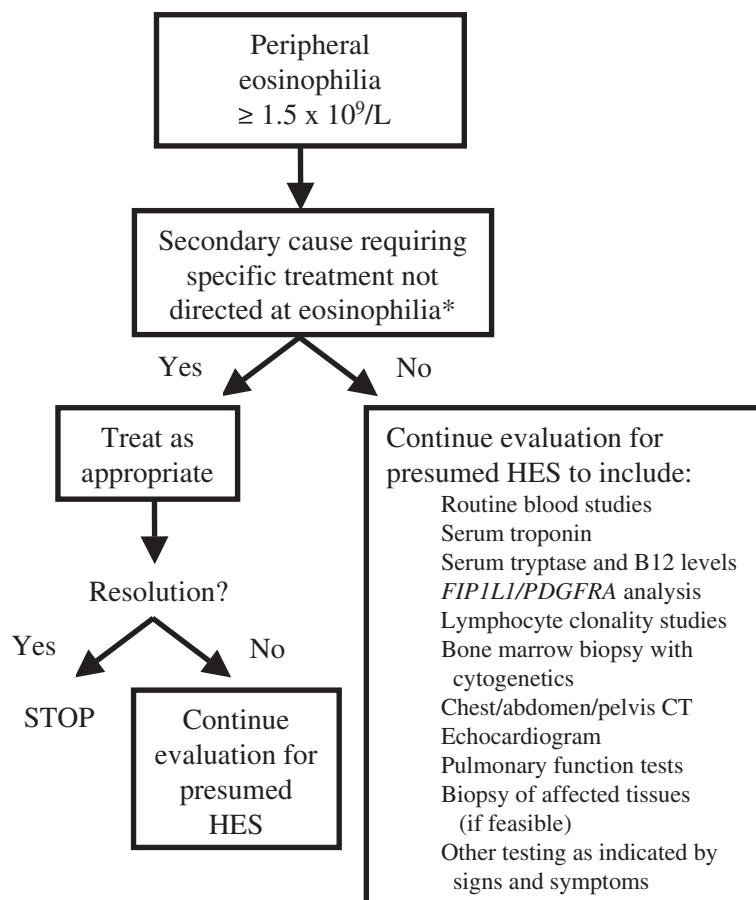 Peripheral
eosinophilia
≥ 1.5 x 10⁹/L
Secondary cause requiring
specific treatment not
directed at eosinophilia*
Yes
No
Treat as
appropriate
Resolution?
Yes
No
STOP
Continue
evaluation for
presumed
HES
Continue evaluation for
presumed HES to include:
Routine blood studies
Serum troponin
Serum tryptase and B12 levels
FIP1L1/PDGFRA analysis
Lymphocyte clonality studies
Bone marrow biopsy with
cytogenetics
Chest/abdomen/pelvis CT
Echocardiogram
Pulmonary function tests
Biopsy of affected tissues
(if feasible)
Other testing as indicated by
signs and symptoms